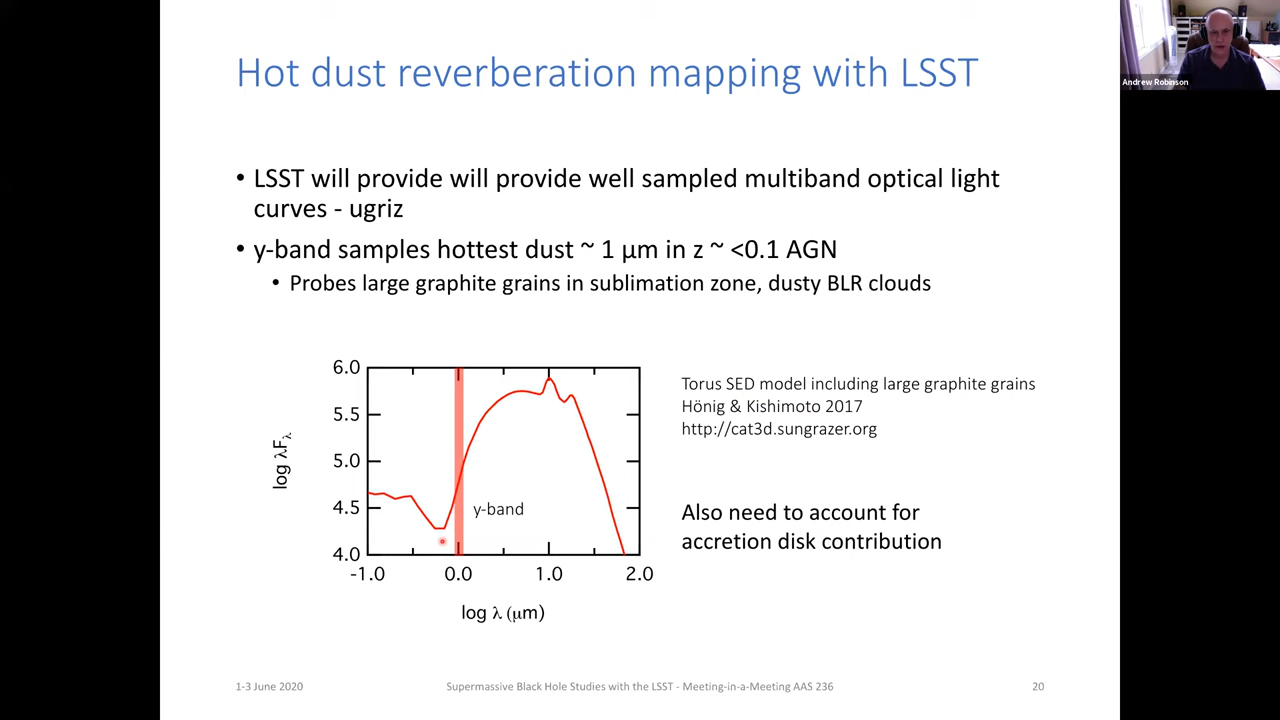 Hot dust reverberation mapping with LSST
Andrew Robinson
• LSST will provide will provide well sampled multiband optical light
curves - ugriz
• y-band samples hottest dust ~ 1 μm in z ~ <0.1 AGN
• Probes large graphite grains in sublimation zone, dusty BLR clouds
6.0
5.5
5.0
4.5
4.0
log λFλ
y-band
-1.0
0.0
1.0
2.0
log λ (μm)
Torus SED model including large graphite grains
Hönig & Kishimoto 2017
http://cat3d.sungrazer.org
Also need to account for
accretion disk contribution
1-3 June 2020
Supermassive Black Hole Studies with the LSST - Meeting-in-a-Meeting AAS 236
20